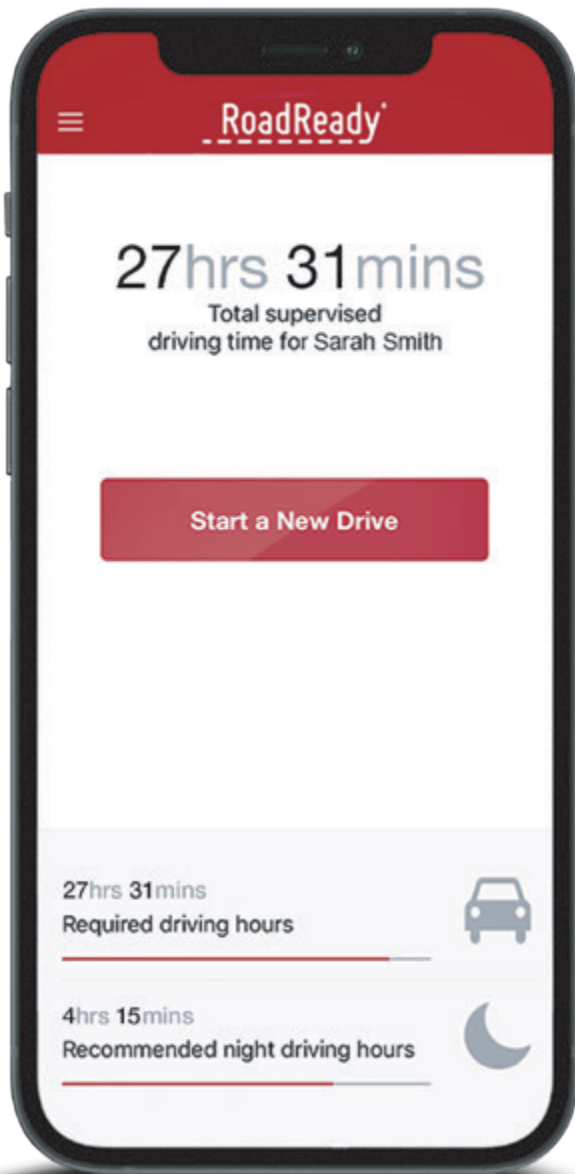 RoadReady®
27hrs 31mins
Total supervised
driving time for Sarah Smith
Start a New Drive
27hrs 31mins
Required driving hours
4hrs 15mins
Recommended night driving hours